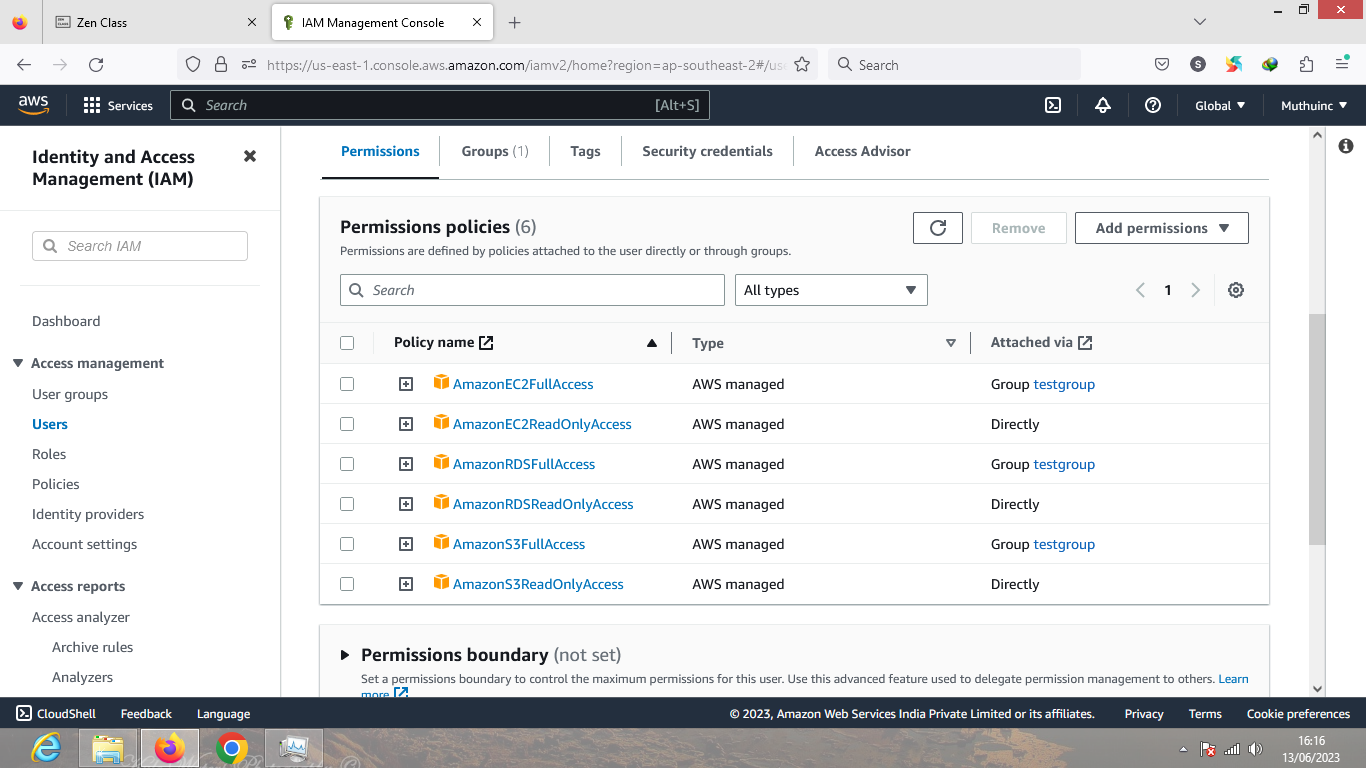 Zen Class
IAM Management Console
https://us-east-1.console.aws.amazon.com/iamv2/home?region=ap-southeast-2#/use
Search
S
aws
Services
Search
[Alt+S]
Global
Muthuinc
Identity and Access
Management (IAM)
Search IAM
Dashboard
Access management
User groups
Users
Roles
Policies
Identity providers
Account settings
Access reports
Access analyzer
Archive rules
Analyzers
Permissions
Groups (1)
Tags
Security credentials
Access Advisor
Permissions policies (6)
Permissions are defined by policies attached to the user directly or through groups.
Remove
Add permissions
Search
All types
1
Policy name Type Attached via
AmazonEC2FullAccess AWS managed Group testgroup
AmazonEC2ReadOnlyAccess AWS managed Directly
AmazonRDSFullAccess AWS managed Group testgroup
AmazonRDSReadOnlyAccess AWS managed Directly
AmazonS3FullAccess AWS managed Group testgroup
AmazonS3ReadOnlyAccess AWS managed Directly
Permissions boundary (not set)
Set a permissions boundary to control the maximum permissions for this user. Use this advanced feature used to delegate permission management to others. Learn
more
CloudShell
Feedback
Language
© 2023, Amazon Web Services India Private Limited or its affiliates.
Privacy
Terms
Cookie preferences
16:16
13/06/2023